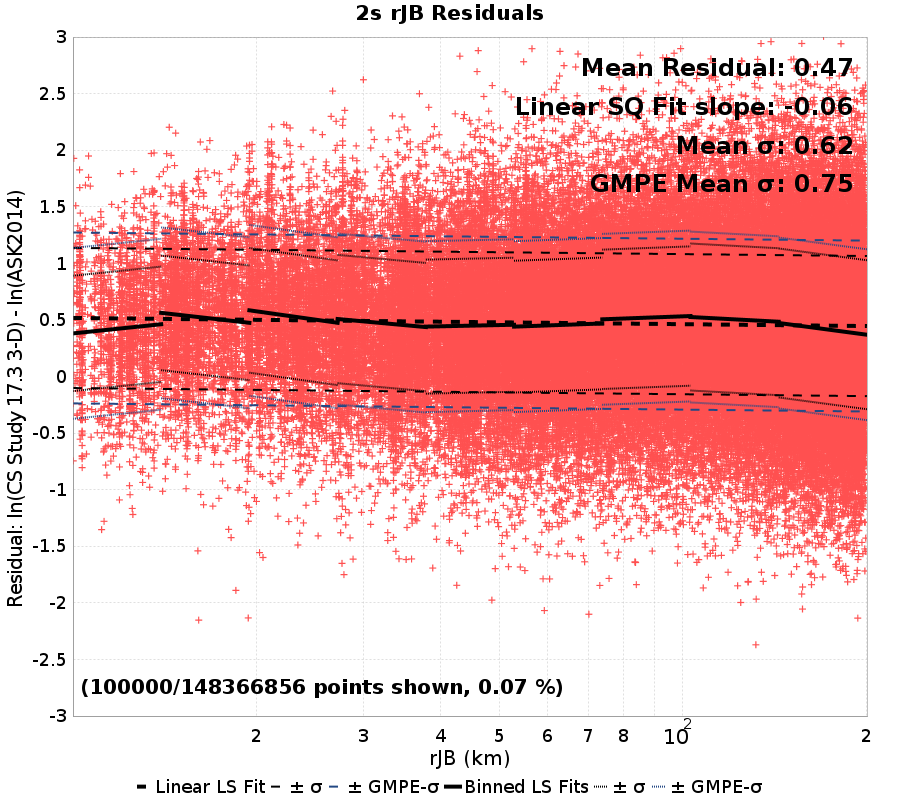 2s rJB Residuals
Mean Residual: 0.47
Linear SQ Fit slope: -0.06
Mean σ: 0.62
GMPE Mean σ: 0.75
3
2.5
2
1.5
1
0.5
0
-0.5
-1
-1.5
-2
-2.5
-3
Residual: ln(CS Study 17.3 3-D) - ln(ASK2014)
(100000/148366856 points shown, 0.07 %)
2 3 4 5 6 7 8 10² 2
rJB (km)
Linear LS Fit ± σ ± GMPE-σ Binned LS Fits ± σ ± GMPE-σ